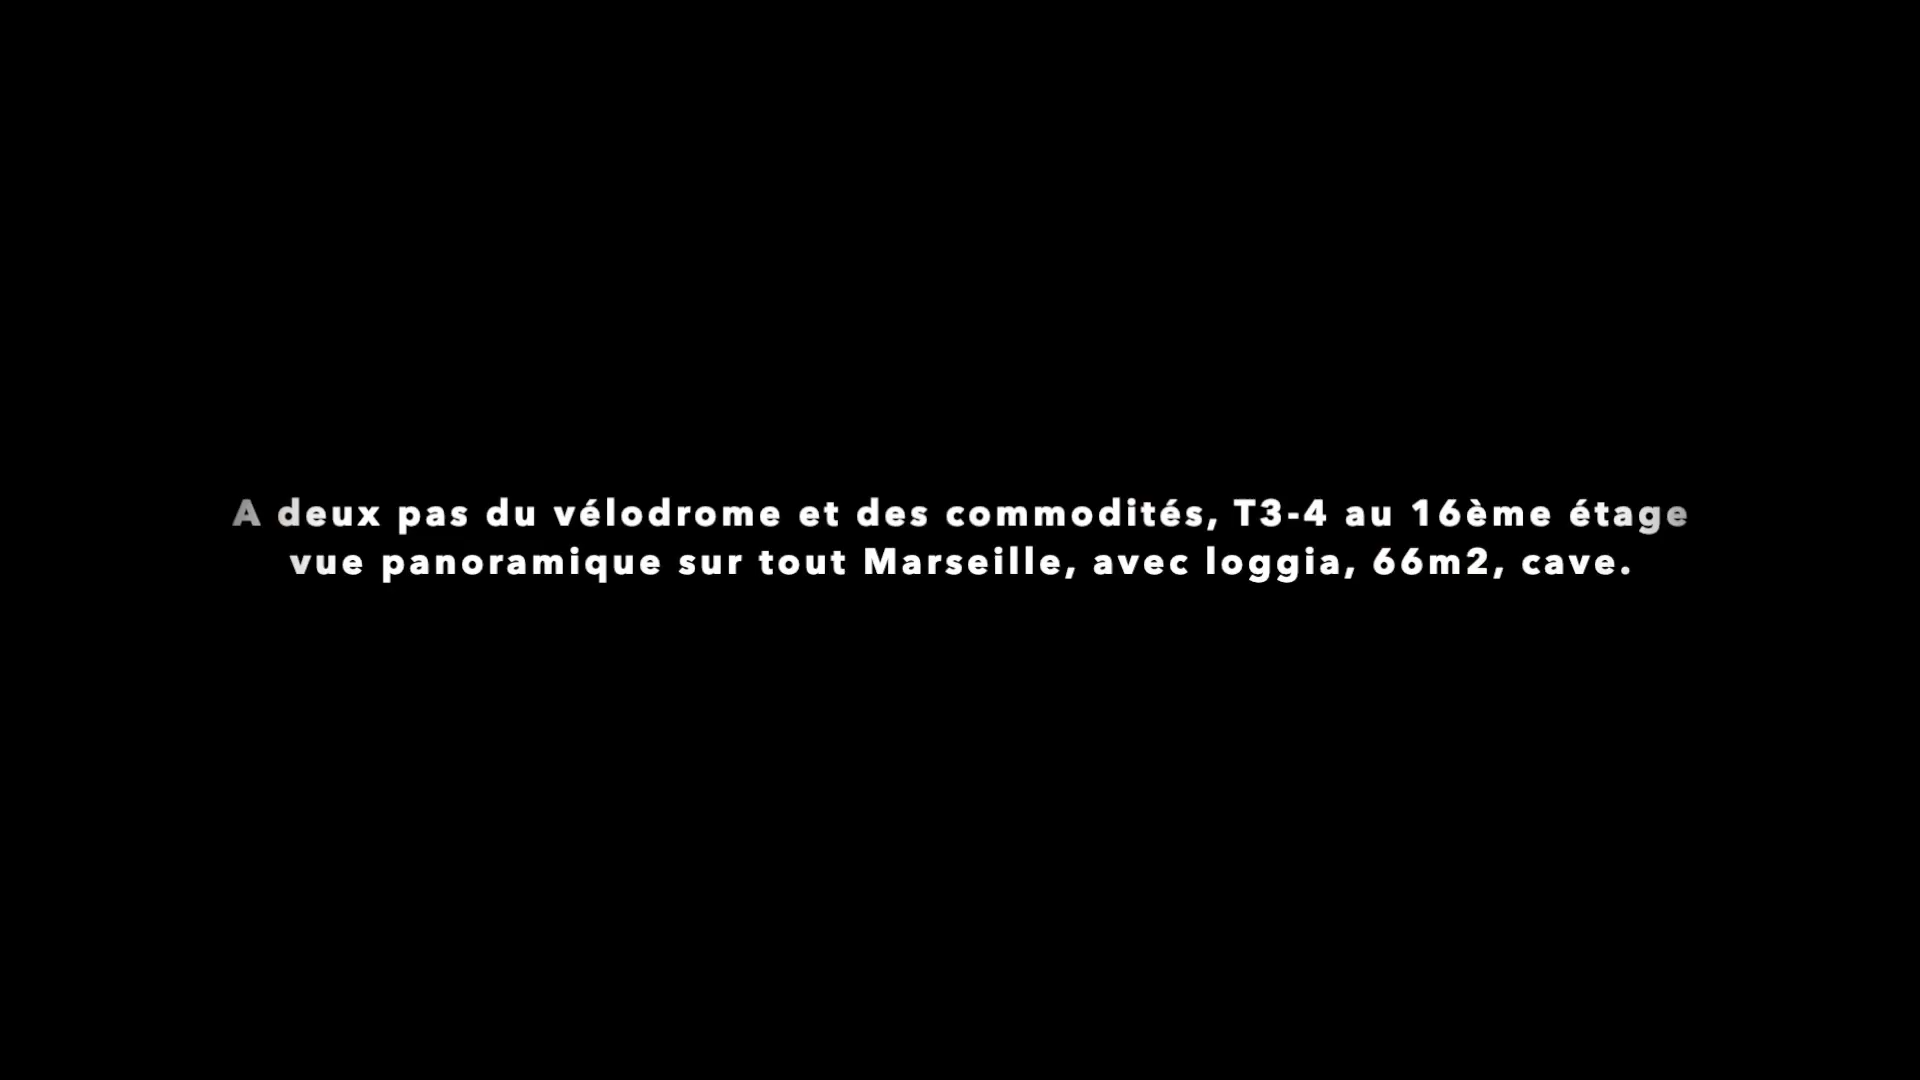 A deux pas du vélodrome et des commodités, T3-4 au 16ème étage
vue panoramique sur tout Marseille, avec loggia, 66m2, cave.